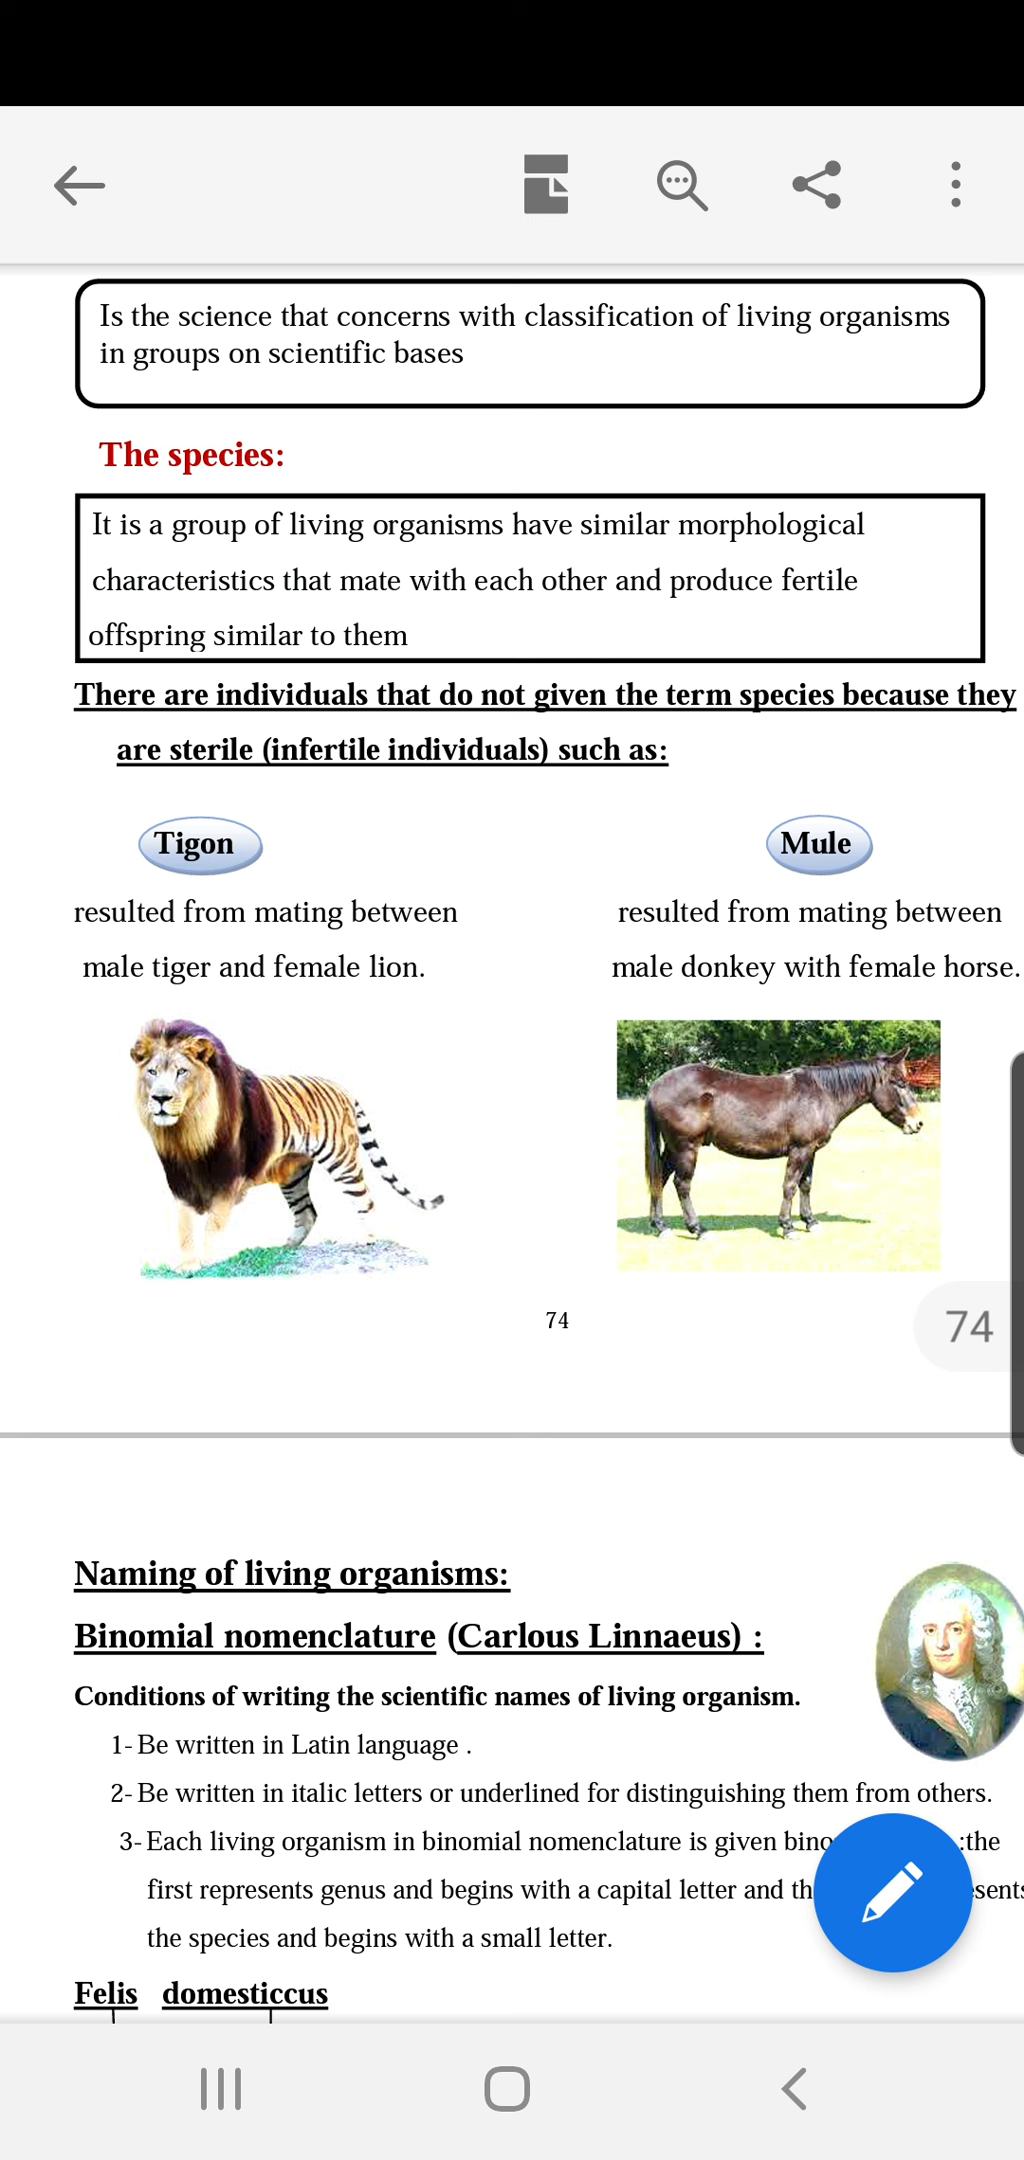 Is the science that concerns with classification of living organisms
in groups on scientific bases
The species:
It is a group of living organisms have similar morphological
characteristics that mate with each other and produce fertile
offspring similar to them
There are individuals that do not given the term species because they
are sterile (infertile individuals) such as:
Tigon
Mule
resulted from mating between
male tiger and female lion.
resulted from mating between
male donkey with female horse.
74
74
Naming of living organisms:
Binomial nomenclature (Carlous Linnaeus) :
Conditions of writing the scientific names of living organism.
1- Be written in Latin language .
2- Be written in italic letters or underlined for distinguishing them from others.
3- Each living organism in binomial nomenclature is given :the
first represents genus and begins with a capital letter and
the species and begins with a small letter.
Felis domesticcus